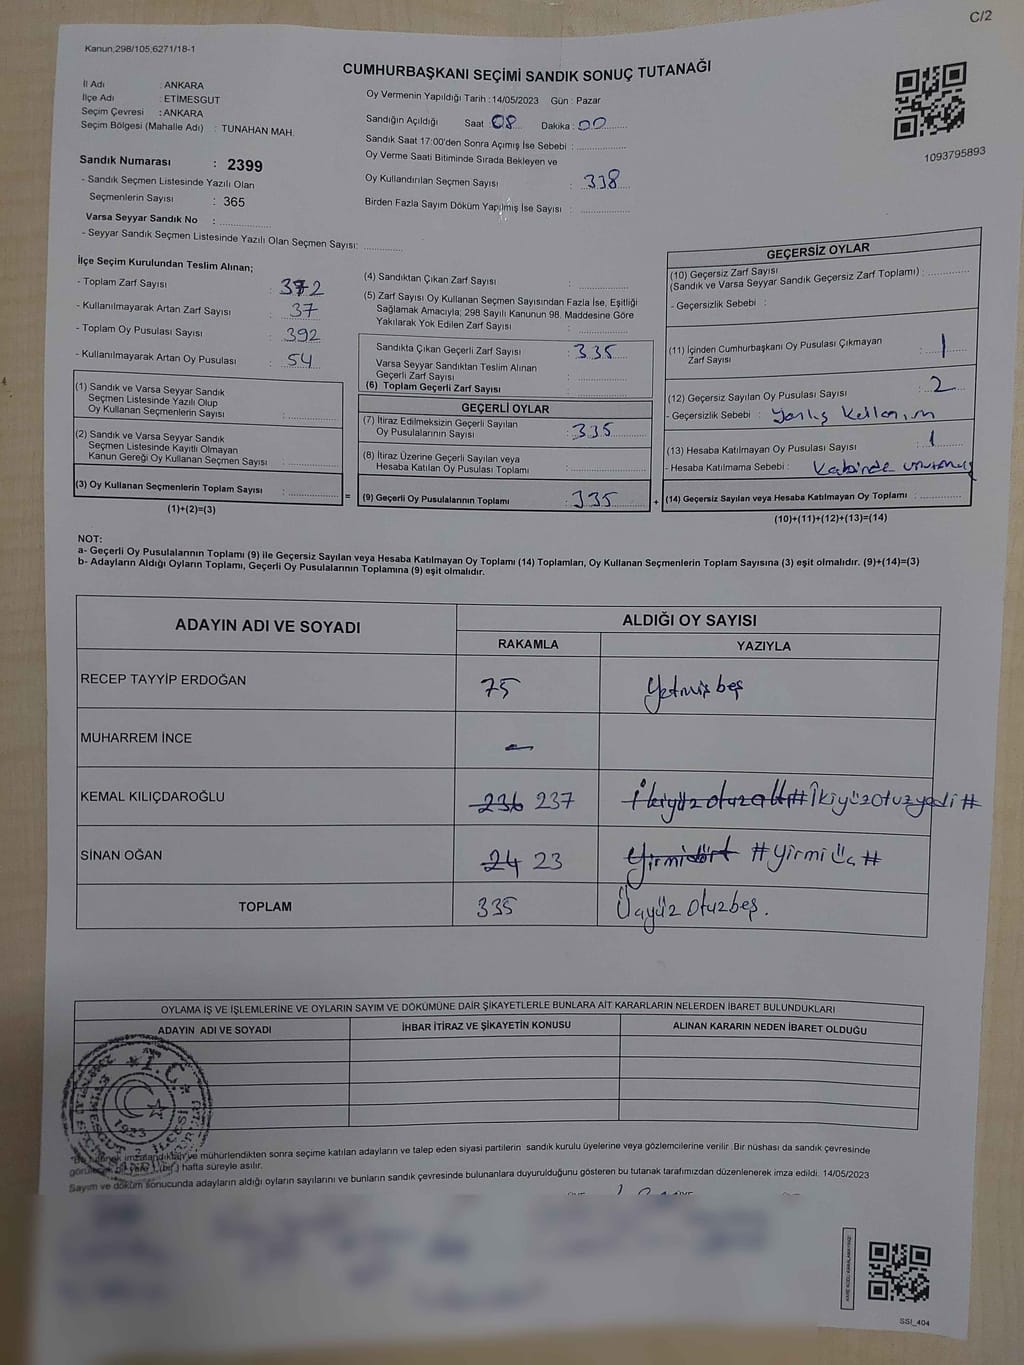 C/2
Kanun,298/105,6271/18-1
CUMHURBAŞKANI SEÇİMİ SANDIK SONUÇ TUTANAĞI
İl Adı : ANKARA
İlçe Adı : ETİMESGUT
Seçim Çevresi : ANKARA
Seçim Bölgesi (Mahalle Adı) : TUNAHAN MAH.
Sandık Numarası : 2399
- Sandık Seçmen Listesinde Yazılı Olan
Seçmenlerin Sayısı : 365
Varsa Seyyar Sandık No : ..................
- Seyyar Sandık Seçmen Listesinde Yazılı Olan Seçmen Sayısı: ..............
Oy Vermenin Yapıldığı Tarih : 14/05/2023 Gün : Pazar
Sandığın Açıldığı Saat 08 Dakika : 00
Sandık Saat 17:00'den Sonra Açımış İse Sebebi : ..................
Oy Verme Saati Bitiminde Sırada Bekleyen ve
Oy Kullandırılan Seçmen Sayısı : 338
Birden Fazla Sayım Döküm Yapılmış İse Sayısı : ..................
1093795893
İlçe Seçim Kurulundan Teslim Alınan;
- Toplam Zarf Sayısı : 372
- Kullanılmayarak Artan Zarf Sayısı : 37
- Toplam Oy Pusulası Sayısı : 392
- Kullanılmayarak Artan Oy Pusulası : 54
(1) Sandık ve Varsa Seyyar Sandık
Seçmen Listesinde Yazılı Olup
Oy Kullanan Seçmenlerin Sayısı : ..................
(2) Sandık ve Varsa Seyyar Sandık
Seçmen Listesinde Kayıtlı Olmayan
Kanun Gereği Oy Kullanan Seçmen Sayısı : ..................
(3) Oy Kullanan Seçmenlerin Toplam Sayısı : ..................
(1)+(2)=(3)
=
(4) Sandıktan Çıkan Zarf Sayısı : ..................
(5) Zarf Sayısı Oy Kullanan Seçmen Sayısından Fazla İse, Eşitliği
Sağlamak Amacıyla; 298 Sayılı Kanunun 98. Maddesine Göre
Yakılarak Yok Edilen Zarf Sayısı : ..................
Sandıkta Çıkan Geçerli Zarf Sayısı : 335
Varsa Seyyar Sandıktan Teslim Alınan
Geçerli Zarf Sayısı : ..................
(6) Toplam Geçerli Zarf Sayısı : ..................
GEÇERLİ OYLAR
(7) İtiraz Edilmeksizin Geçerli Sayılan
Oy Pusulalarının Sayısı : 335
(8) İtiraz Üzerine Geçerli Sayılan veya
Hesaba Katılan Oy Pusulası Toplamı : ..................
(9) Geçerli Oy Pusulalarının Toplamı : 335
+
GEÇERSİZ OYLAR
(10) Geçersiz Zarf Sayısı
(Sandık ve Varsa Seyyar Sandık Geçersiz Zarf Toplamı) : ............
- Geçersizlik Sebebi :
(11) İçinden Cumhurbaşkanı Oy Pusulası Çıkmayan
Zarf Sayısı : 1
(12) Geçersiz Sayılan Oy Pusulası Sayısı : 2
- Geçersizlik Sebebi : Yanlış kullanım
(13) Hesaba Katılmayan Oy Pusulası Sayısı : 1
- Hesaba Katılmama Sebebi : Kabinde unutmuş
(14) Geçersiz Sayılan veya Hesaba Katılmayan Oy Toplamı : ............
(10)+(11)+(12)+(13)=(14)
NOT:
a- Geçerli Oy Pusulalarının Toplamı (9) ile Geçersiz Sayılan veya Hesaba Katılmayan Oy Toplamı (14) Toplamları, Oy Kullanan Seçmenlerin Toplam Sayısına (3) eşit olmalıdır. (9)+(14)=(3)
b- Adayların Aldığı Oyların Toplamı, Geçerli Oy Pusulalarının Toplamına (9) eşit olmalıdır.
ADAYIN ADI VE SOYADI
ALDIĞI OY SAYISI
RAKAMLA YAZIYLA
RECEP TAYYİP ERDOĞAN 75 Yetmiş beş
MUHARREM İNCE -
KEMAL KILIÇDAROĞLU 236 237 İkiyüz otuzaltı #İkiyüzotuzyedi#
SİNAN OĞAN 24 23 Yirmidört #Yirmi üç#
TOPLAM 335 Üçyüz otuzbeş.
OYLAMA İŞ VE İŞLEMLERİNE VE OYLARIN SAYIM VE DÖKÜMÜNE DAİR ŞİKAYETLERLE BUNLARA AİT KARARLARIN NELERDEN İBARET BULUNDUKLARI
ADAYIN ADI VE SOYADI İHBAR İTİRAZ VE ŞİKAYETİN KONUSU ALINAN KARARIN NEDEN İBARET OLDUĞU
T.C.
1923
*Bu tutanak imzalandıktan ve mühürlendikten sonra seçime katılan adayların ve talep eden siyasi partilerin sandık kurulu üyelerine veya gözlemcilerine verilir. Bir nüshası da sandık çevresinde
(bir) hafta süreyle asılır.
Sayım ve döküm sonucunda adayların aldığı oyların sayılarını ve bunların sandık çevresinde bulunanlara duyurulduğunu gösteren bu tutanak tarafımızdan düzenlenerek imza edildi. 14/05/2023
SSI_404